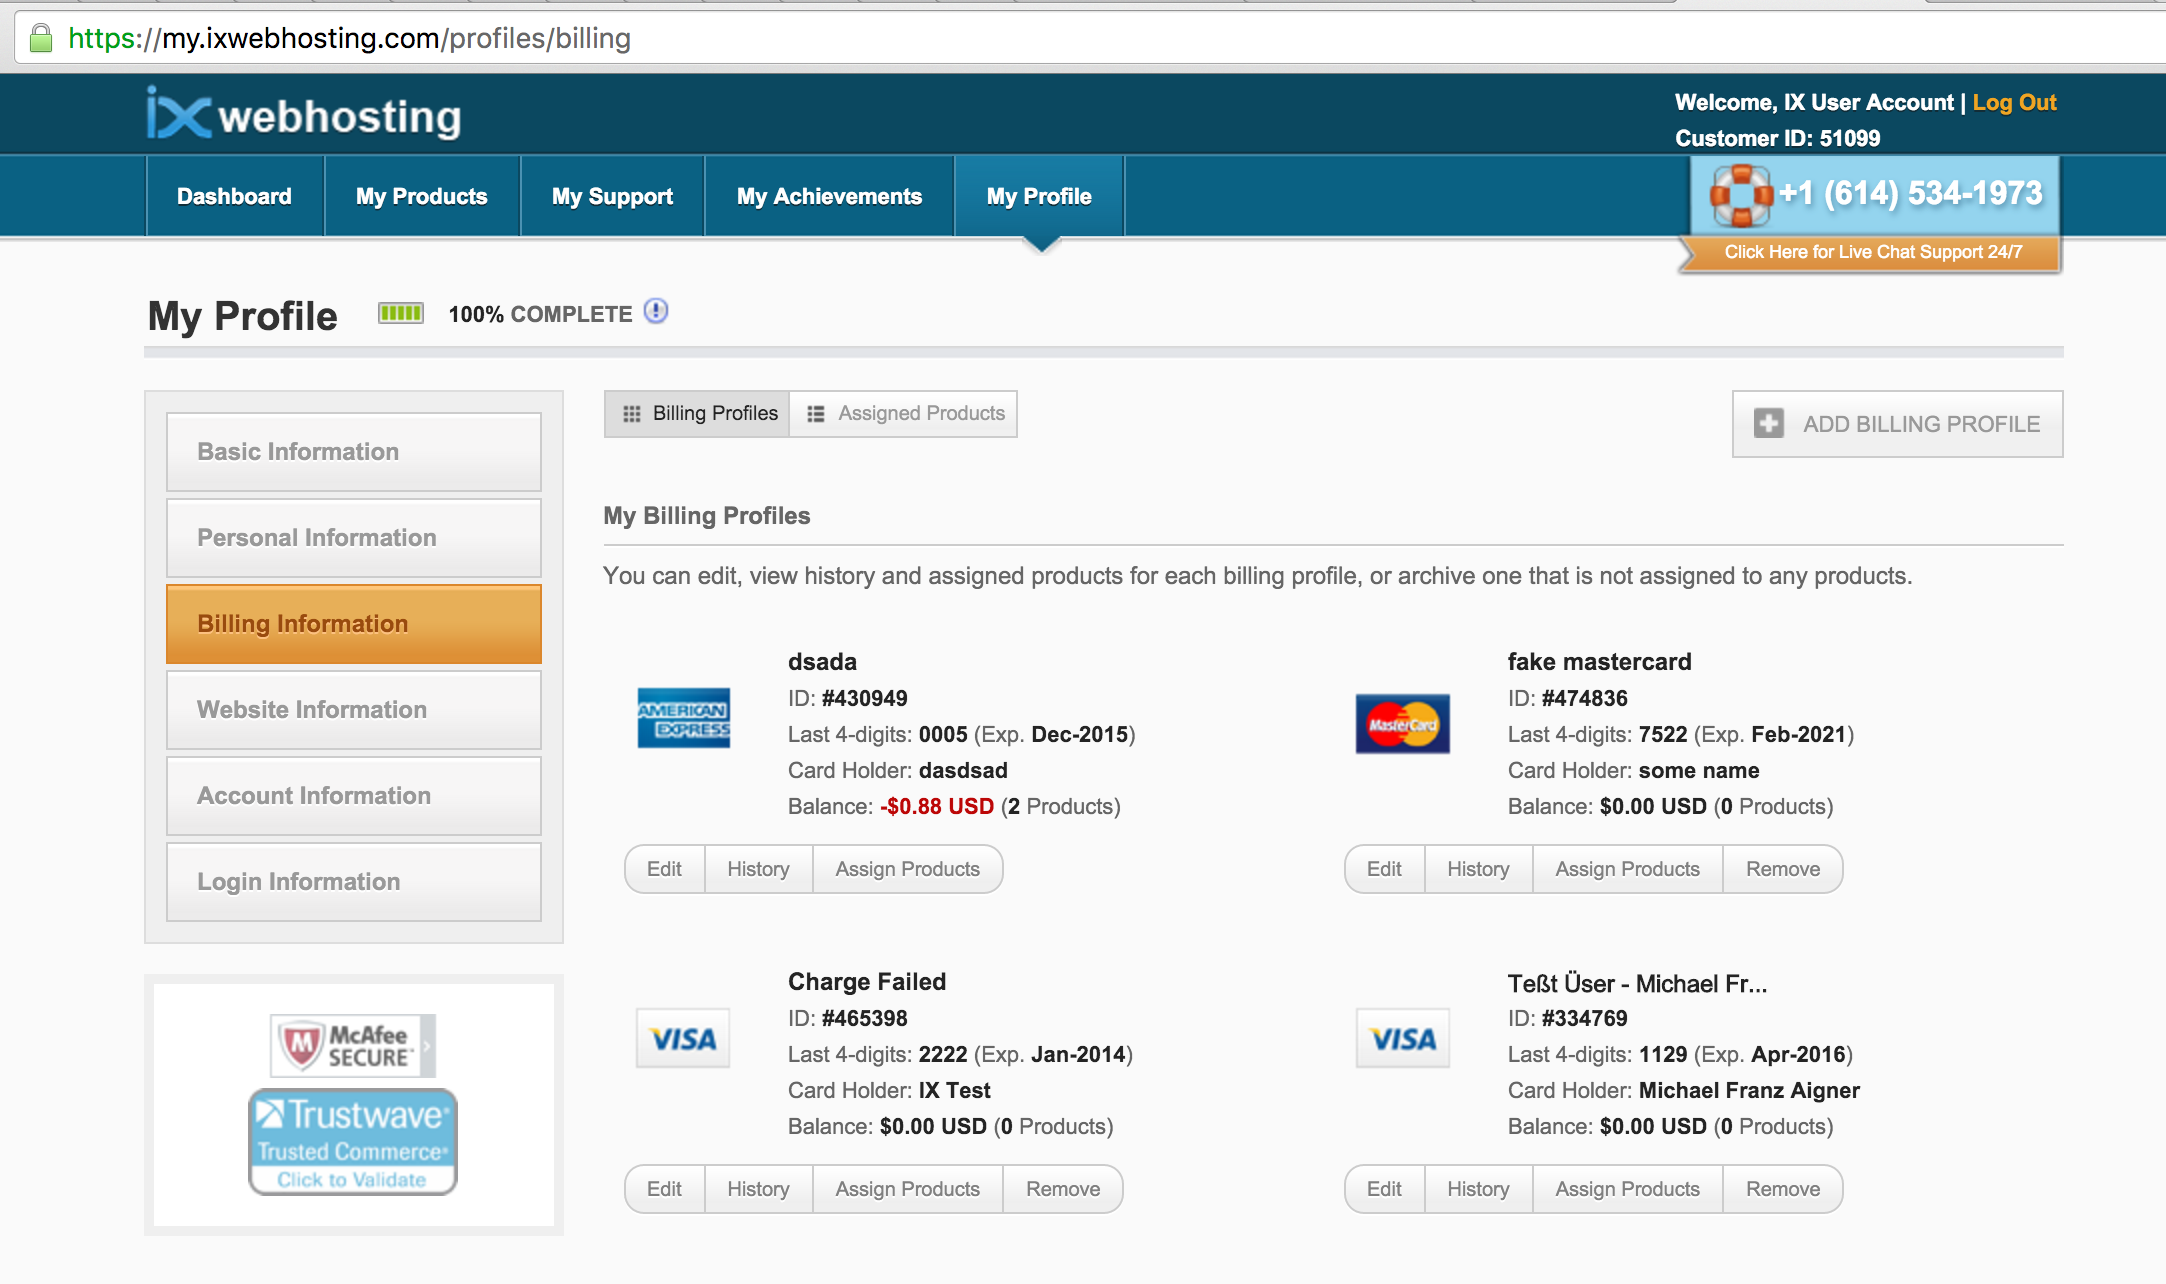 https://my.ixwebhosting.com/profiles/billing
ix webhosting
Welcome, IX User Account | Log Out
Customer ID: 51099
Dashboard
My Products
My Support
My Achievements
My Profile
+1 (614) 534-1973
Click Here for Live Chat Support 24/7
My Profile
100% COMPLETE
Basic Information
Personal Information
Billing Information
Website Information
Account Information
Login Information
McAfee
SECURE
Trustwave
Trusted Commerce
Click to Validate
Billing Profiles
Assigned Products
ADD BILLING PROFILE
My Billing Profiles
You can edit, view history and assigned products for each billing profile, or archive one that is not assigned to any products.
AMERICAN
EXPRESS
dsada
ID: #430949
Last 4-digits: 0005 (Exp. Dec-2015)
Card Holder: dasdsad
Balance: -$0.88 USD (2 Products)
Edit
History
Assign Products
MasterCard
fake mastercard
ID: #474836
Last 4-digits: 7522 (Exp. Feb-2021)
Card Holder: some name
Balance: $0.00 USD (0 Products)
Edit
History
Assign Products
Remove
VISA
Charge Failed
ID: #465398
Last 4-digits: 2222 (Exp. Jan-2014)
Card Holder: IX Test
Balance: $0.00 USD (0 Products)
Edit
History
Assign Products
Remove
VISA
Teßt Üser - Michael Fr...
ID: #334769
Last 4-digits: 1129 (Exp. Apr-2016)
Card Holder: Michael Franz Aigner
Balance: $0.00 USD (0 Products)
Edit
History
Assign Products
Remove